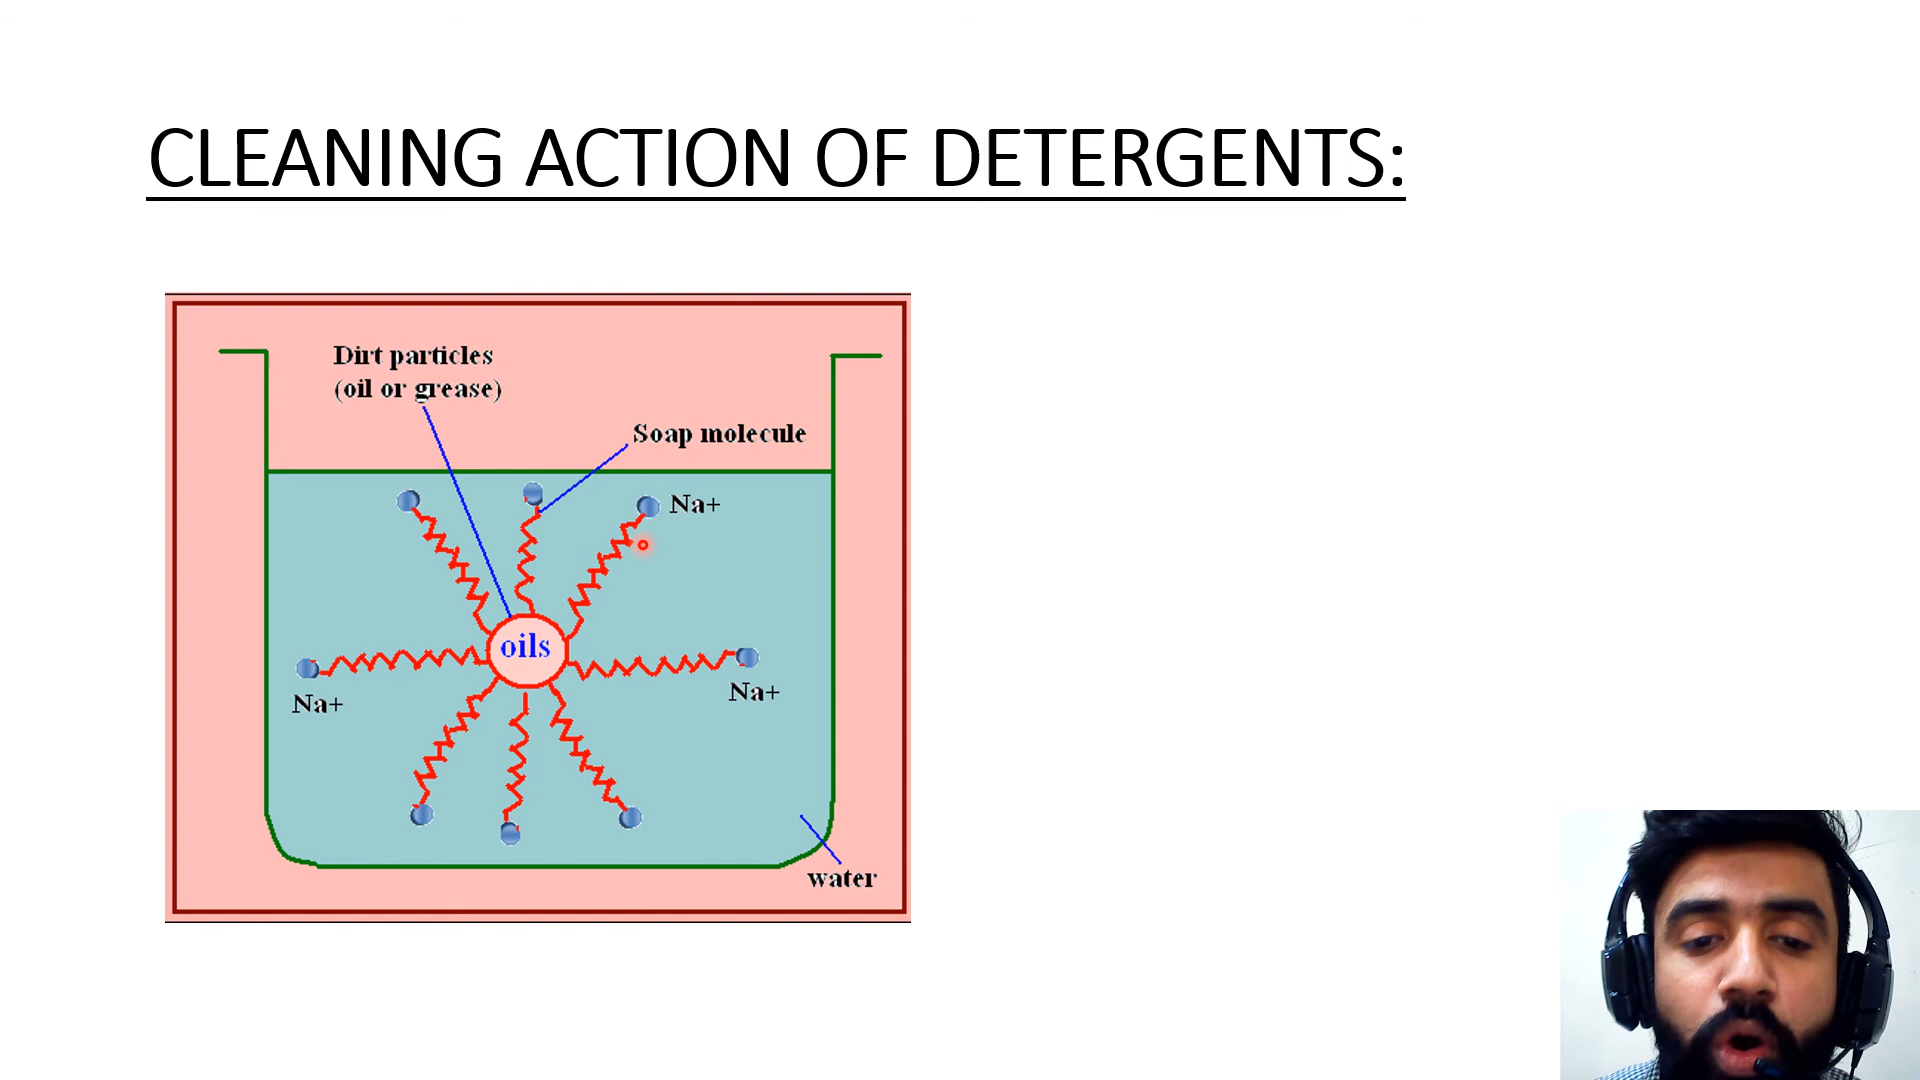 CLEANING ACTION OF DETERGENTS:
Dirt particles
(oil or grease)
Soap molecule
Na+
oils
Na+
Na+
water